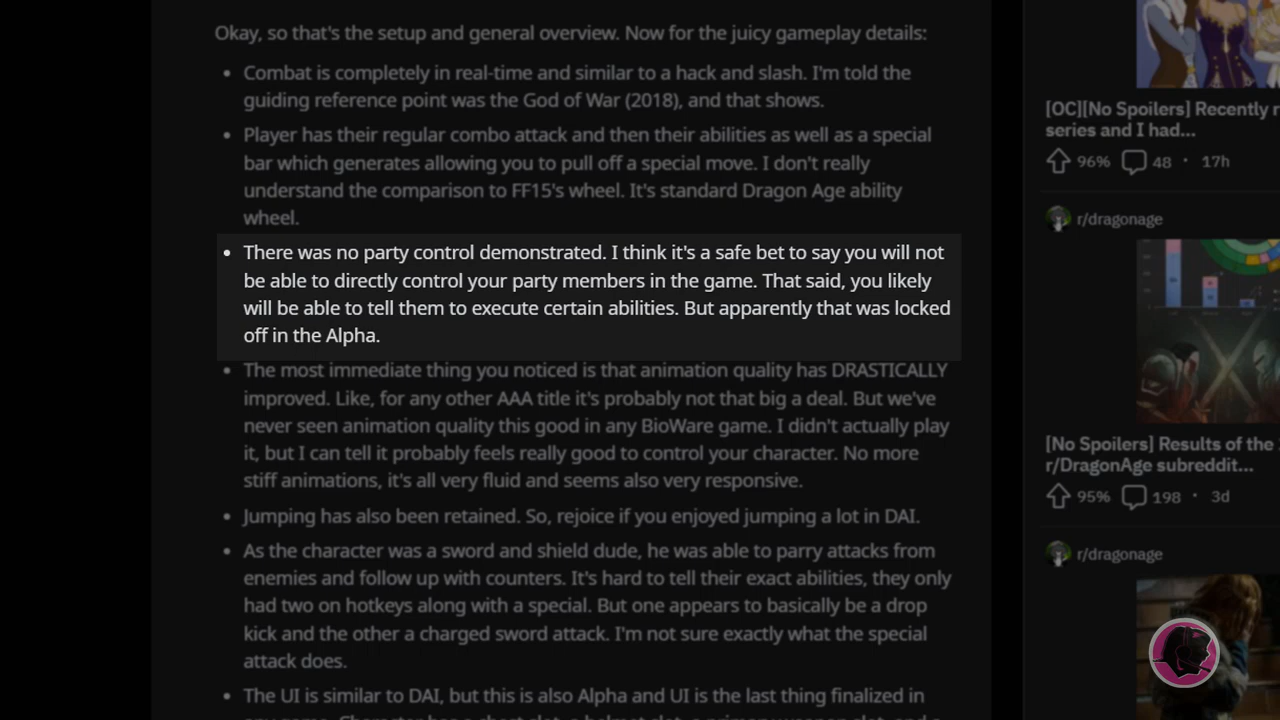 Okay, so that's the setup and general overview. Now for the juicy gameplay details:
• Combat is completely in real-time and similar to a hack and slash. I'm told the
guiding reference point was the God of War (2018), and that shows.
• Player has their regular combo attack and then their abilities as well as a special
bar which generates allowing you to pull off a special move. I don't really
understand the comparison to FF15's wheel. It's standard Dragon Age ability
wheel.
• There was no party control demonstrated. I think it's a safe bet to say you will not
be able to directly control your party members in the game. That said, you likely
will be able to tell them to execute certain abilities. But apparently that was locked
off in the Alpha.
• The most immediate thing you noticed is that animation quality has DRASTICALLY
improved. Like, for any other AAA title it's probably not that big a deal. But we've
never seen animation quality this good in any BioWare game. I didn't actually play
it, but I can tell it probably feels really good to control your character. No more
stiff animations, it's all very fluid and seems also very responsive.
• Jumping has also been retained. So, rejoice if you enjoyed jumping a lot in DAI.
• As the character was a sword and shield dude, he was able to parry attacks from
enemies and follow up with counters. It's hard to tell their exact abilities, they only
had two on hotkeys along with a special. But one appears to basically be a drop
kick and the other a charged sword attack. I'm not sure exactly what the special
attack does.
• The UI is similar to DAI, but this is also Alpha and UI is the last thing finalized in
[OC][No Spoilers] Recently
series and I had...
96% 48 · 17h
r/dragonage
[No Spoilers] Results of the
r/DragonAge subreddit...
95% 198 · 3d
r/dragonage